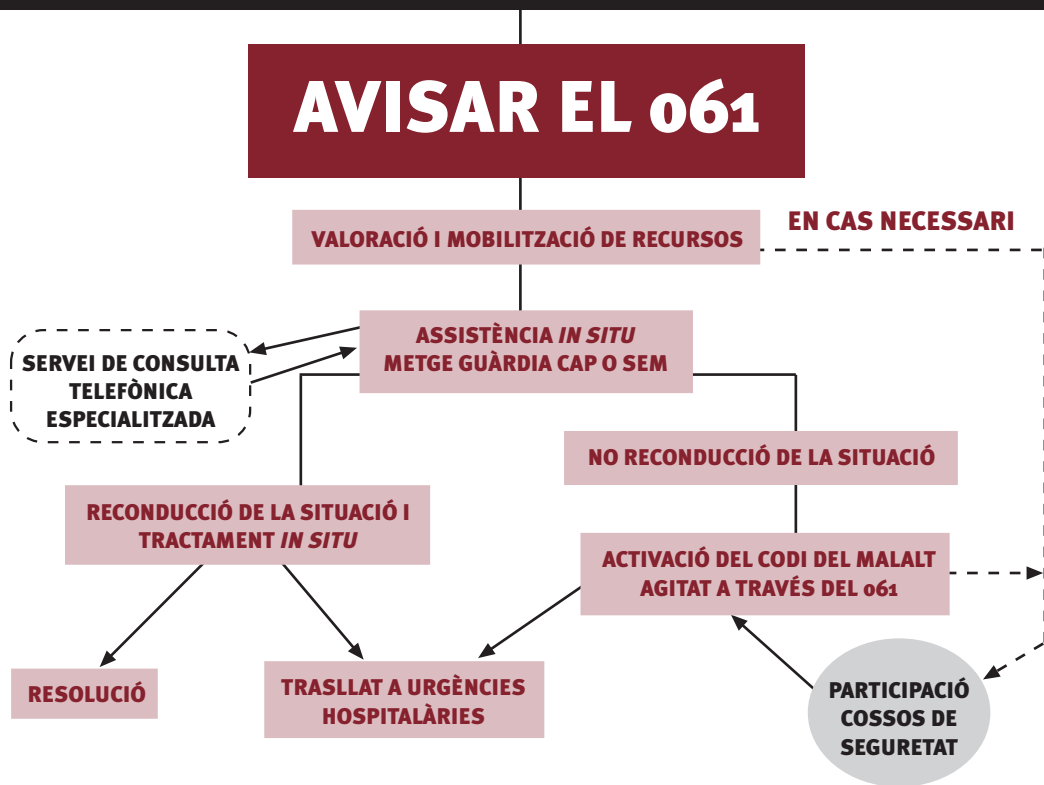 AVISAR EL 061
VALORACIÓ I MOBILITZACIÓ DE RECURSOS
EN CAS NECESSARI
ASSISTÈNCIA IN SITU
METGE GUÀRDIA CAP O SEM
SERVEI DE CONSULTA
TELEFÒNICA
ESPECIALITZADA
NO RECONDUCCIÓ DE LA SITUACIÓ
RECONDUCCIÓ DE LA SITUACIÓ I
TRACTAMENT IN SITU
ACTIVACIÓ DEL CODI DEL MALALT
AGITAT A TRAVÉS DEL 061
RESOLUCIÓ
TRASLLAT A URGÈNCIES
HOSPITALÀRIES
PARTICIPACIÓ
COSSOS DE
SEGURETAT